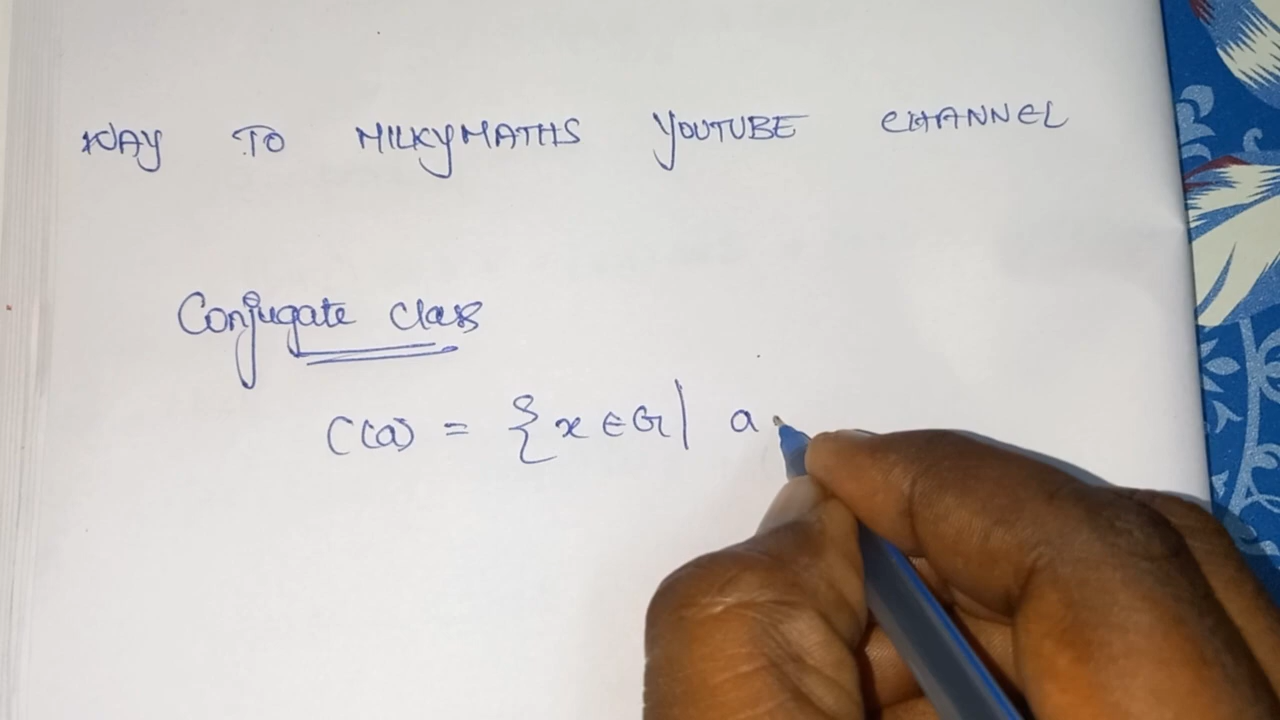 WAY TO MILKYMATHS YOUTUBE CHANNEL
Conjugate class
C(a) = {x ∈ G | a